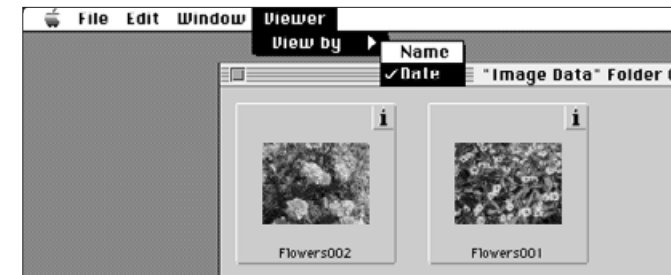 File Edit Window Viewer
View by
Name
✓Date
"Image Data" Folder
i
i
Flowers002
Flowers001